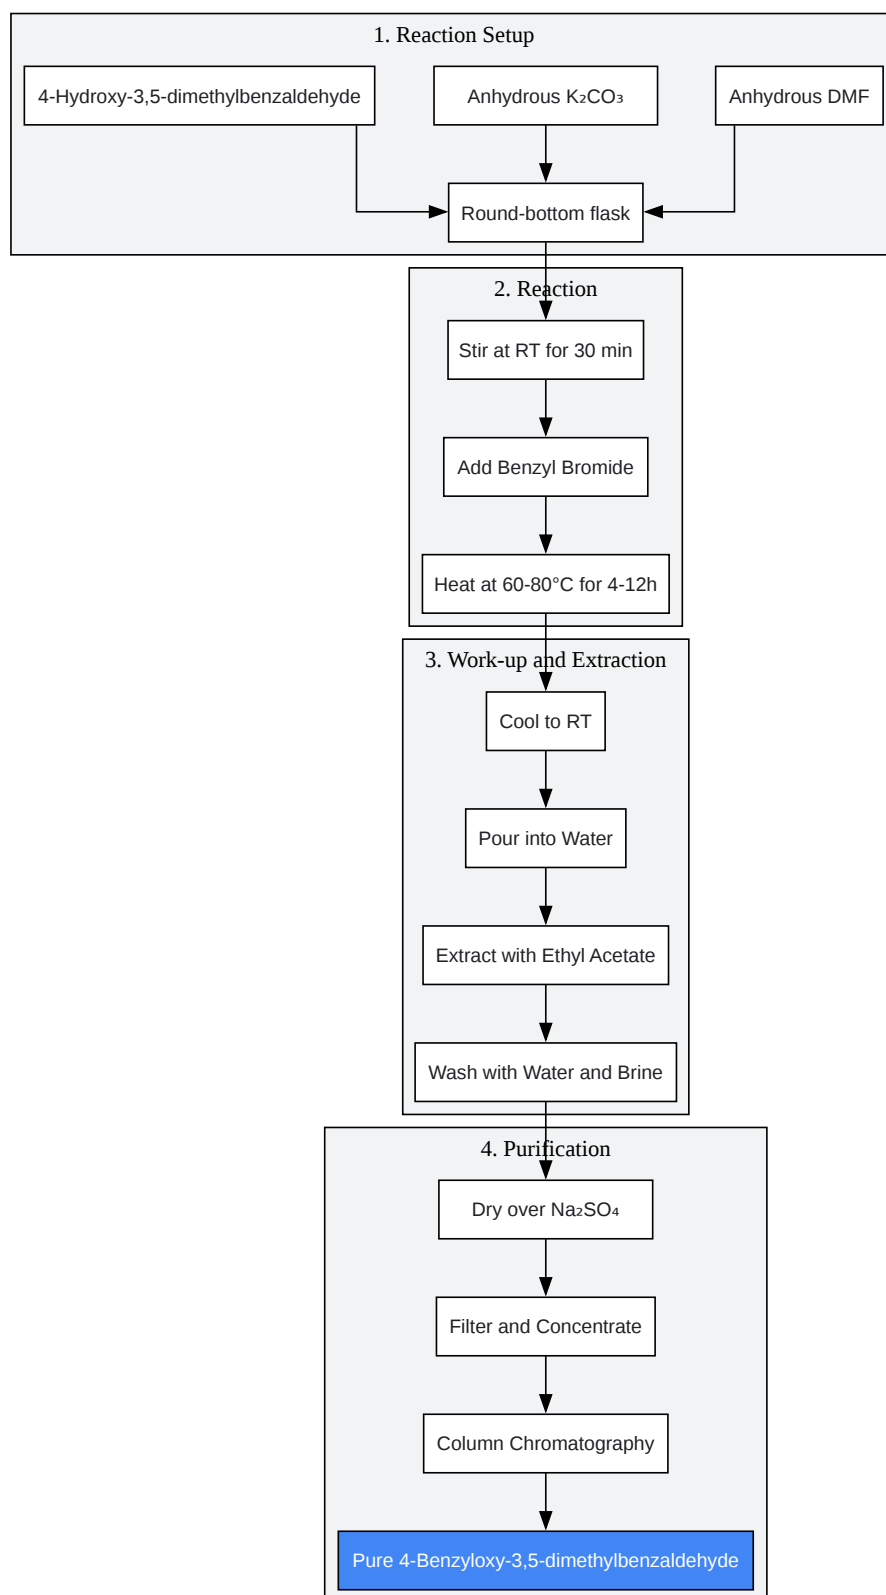 1. Reaction Setup
4-Hydroxy-3,5-dimethylbenzaldehyde
Anhydrous K₂CO₃
Anhydrous DMF
Round-bottom flask
2. Reaction
Stir at RT for 30 min
Add Benzyl Bromide
Heat at 60-80°C for 4-12h
3. Work-up and Extraction
Cool to RT
Pour into Water
Extract with Ethyl Acetate
Wash with Water and Brine
4. Purification
Dry over Na₂SO₄
Filter and Concentrate
Column Chromatography
Pure 4-Benzyloxy-3,5-dimethylbenzaldehyde